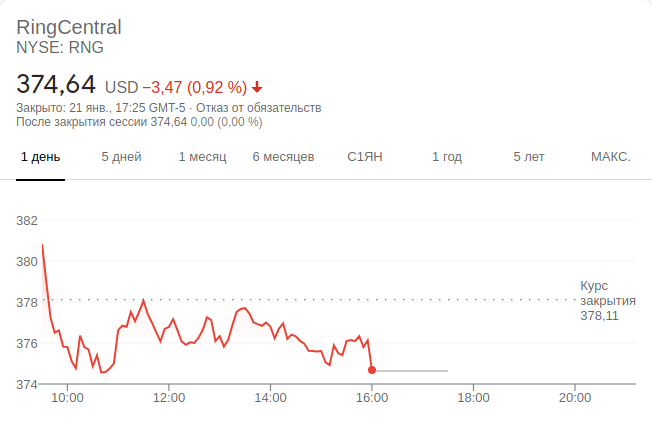 RingCentral
NYSE: RNG
374,64 USD −3,47 (0,92 %)
Закрыто: 21 янв., 17:25 GMT-5 · Отказ от обязательств
После закрытия сессии 374,64 0,00 (0,00 %)
1 день 5 дней 1 месяц 6 месяцев С1ЯН 1 год 5 лет МАКС.
382
380
378
376
374
Курс
закрытия
378,11
10:00 12:00 14:00 16:00 18:00 20:00